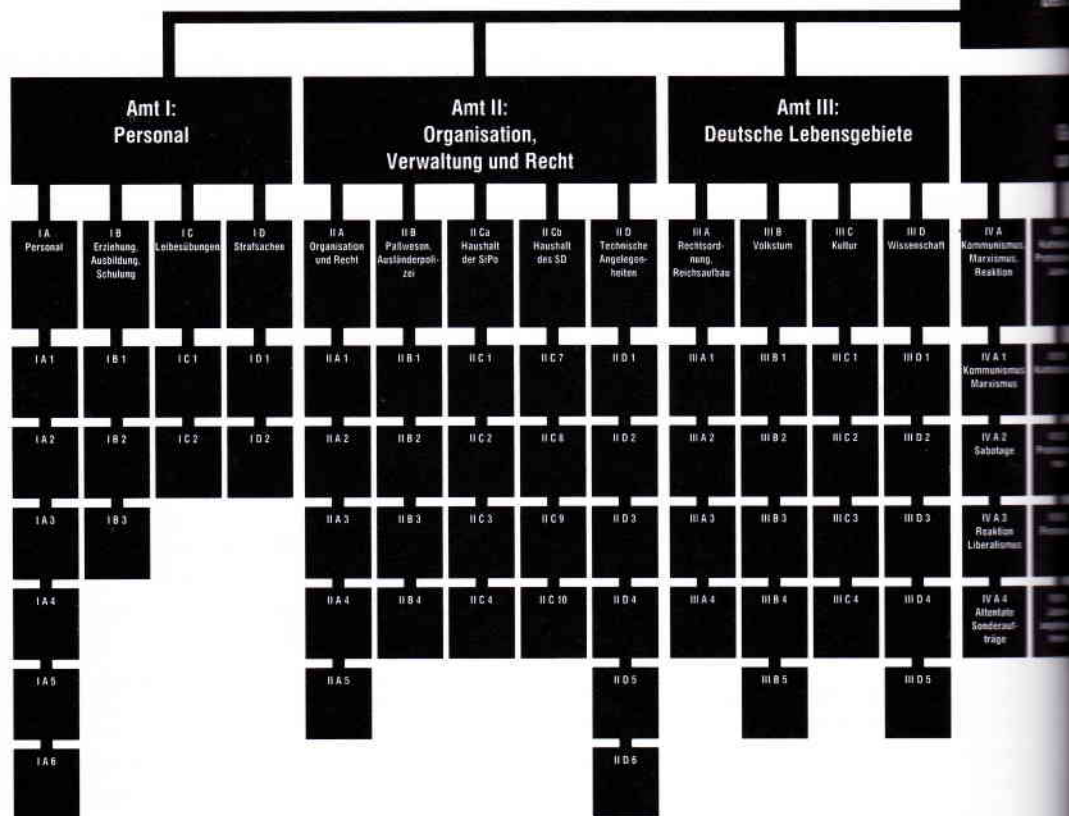 Amt I:
Personal
Amt II:
Organisation,
Verwaltung und Recht
Amt III:
Deutsche Lebensgebiete
I A
Personal
I B
Erziehung,
Ausbildung,
Schulung
I C
Leibesübungen
I D
Strafsachen
II A
Organisation
und Recht
II B
Paßwesen,
Ausländerpoli-
zei
II Ca
Haushalt
der SiPo
II Cb
Haushalt
des SD
II D
Technische
Angelegen-
heiten
III A
Rechtsord-
nung,
Reichsaufbau
III B
Volkstum
III C
Kultur
III D
Wissenschaft
IV A
Kommunismus,
Marxismus,
Reaktion
I A 1
I B 1
I C 1
I D 1
II A 1
II B 1
II C 1
II C 7
II D 1
III A 1
III B 1
III C 1
III D 1
IV A 1
Kommunismus
Marxismus
I A 2
I B 2
I C 2
I D 2
II A 2
II B 2
II C 2
II C 8
II D 2
III A 2
III B 2
III C 2
III D 2
IV A 2
Sabotage
I A 3
I B 3
II A 3
II B 3
II C 3
II C 9
II D 3
III A 3
III B 3
III C 3
III D 3
IV A 3
Reaktion
Liberalismus
I A 4
II A 4
II B 4
II C 4
II C 10
II D 4
III A 4
III B 4
III C 4
III D 4
IV A 4
Attentate
Sonderauf-
träge
I A 5
II A 5
II D 5
III B 5
III D 5
I A 6
II D 6